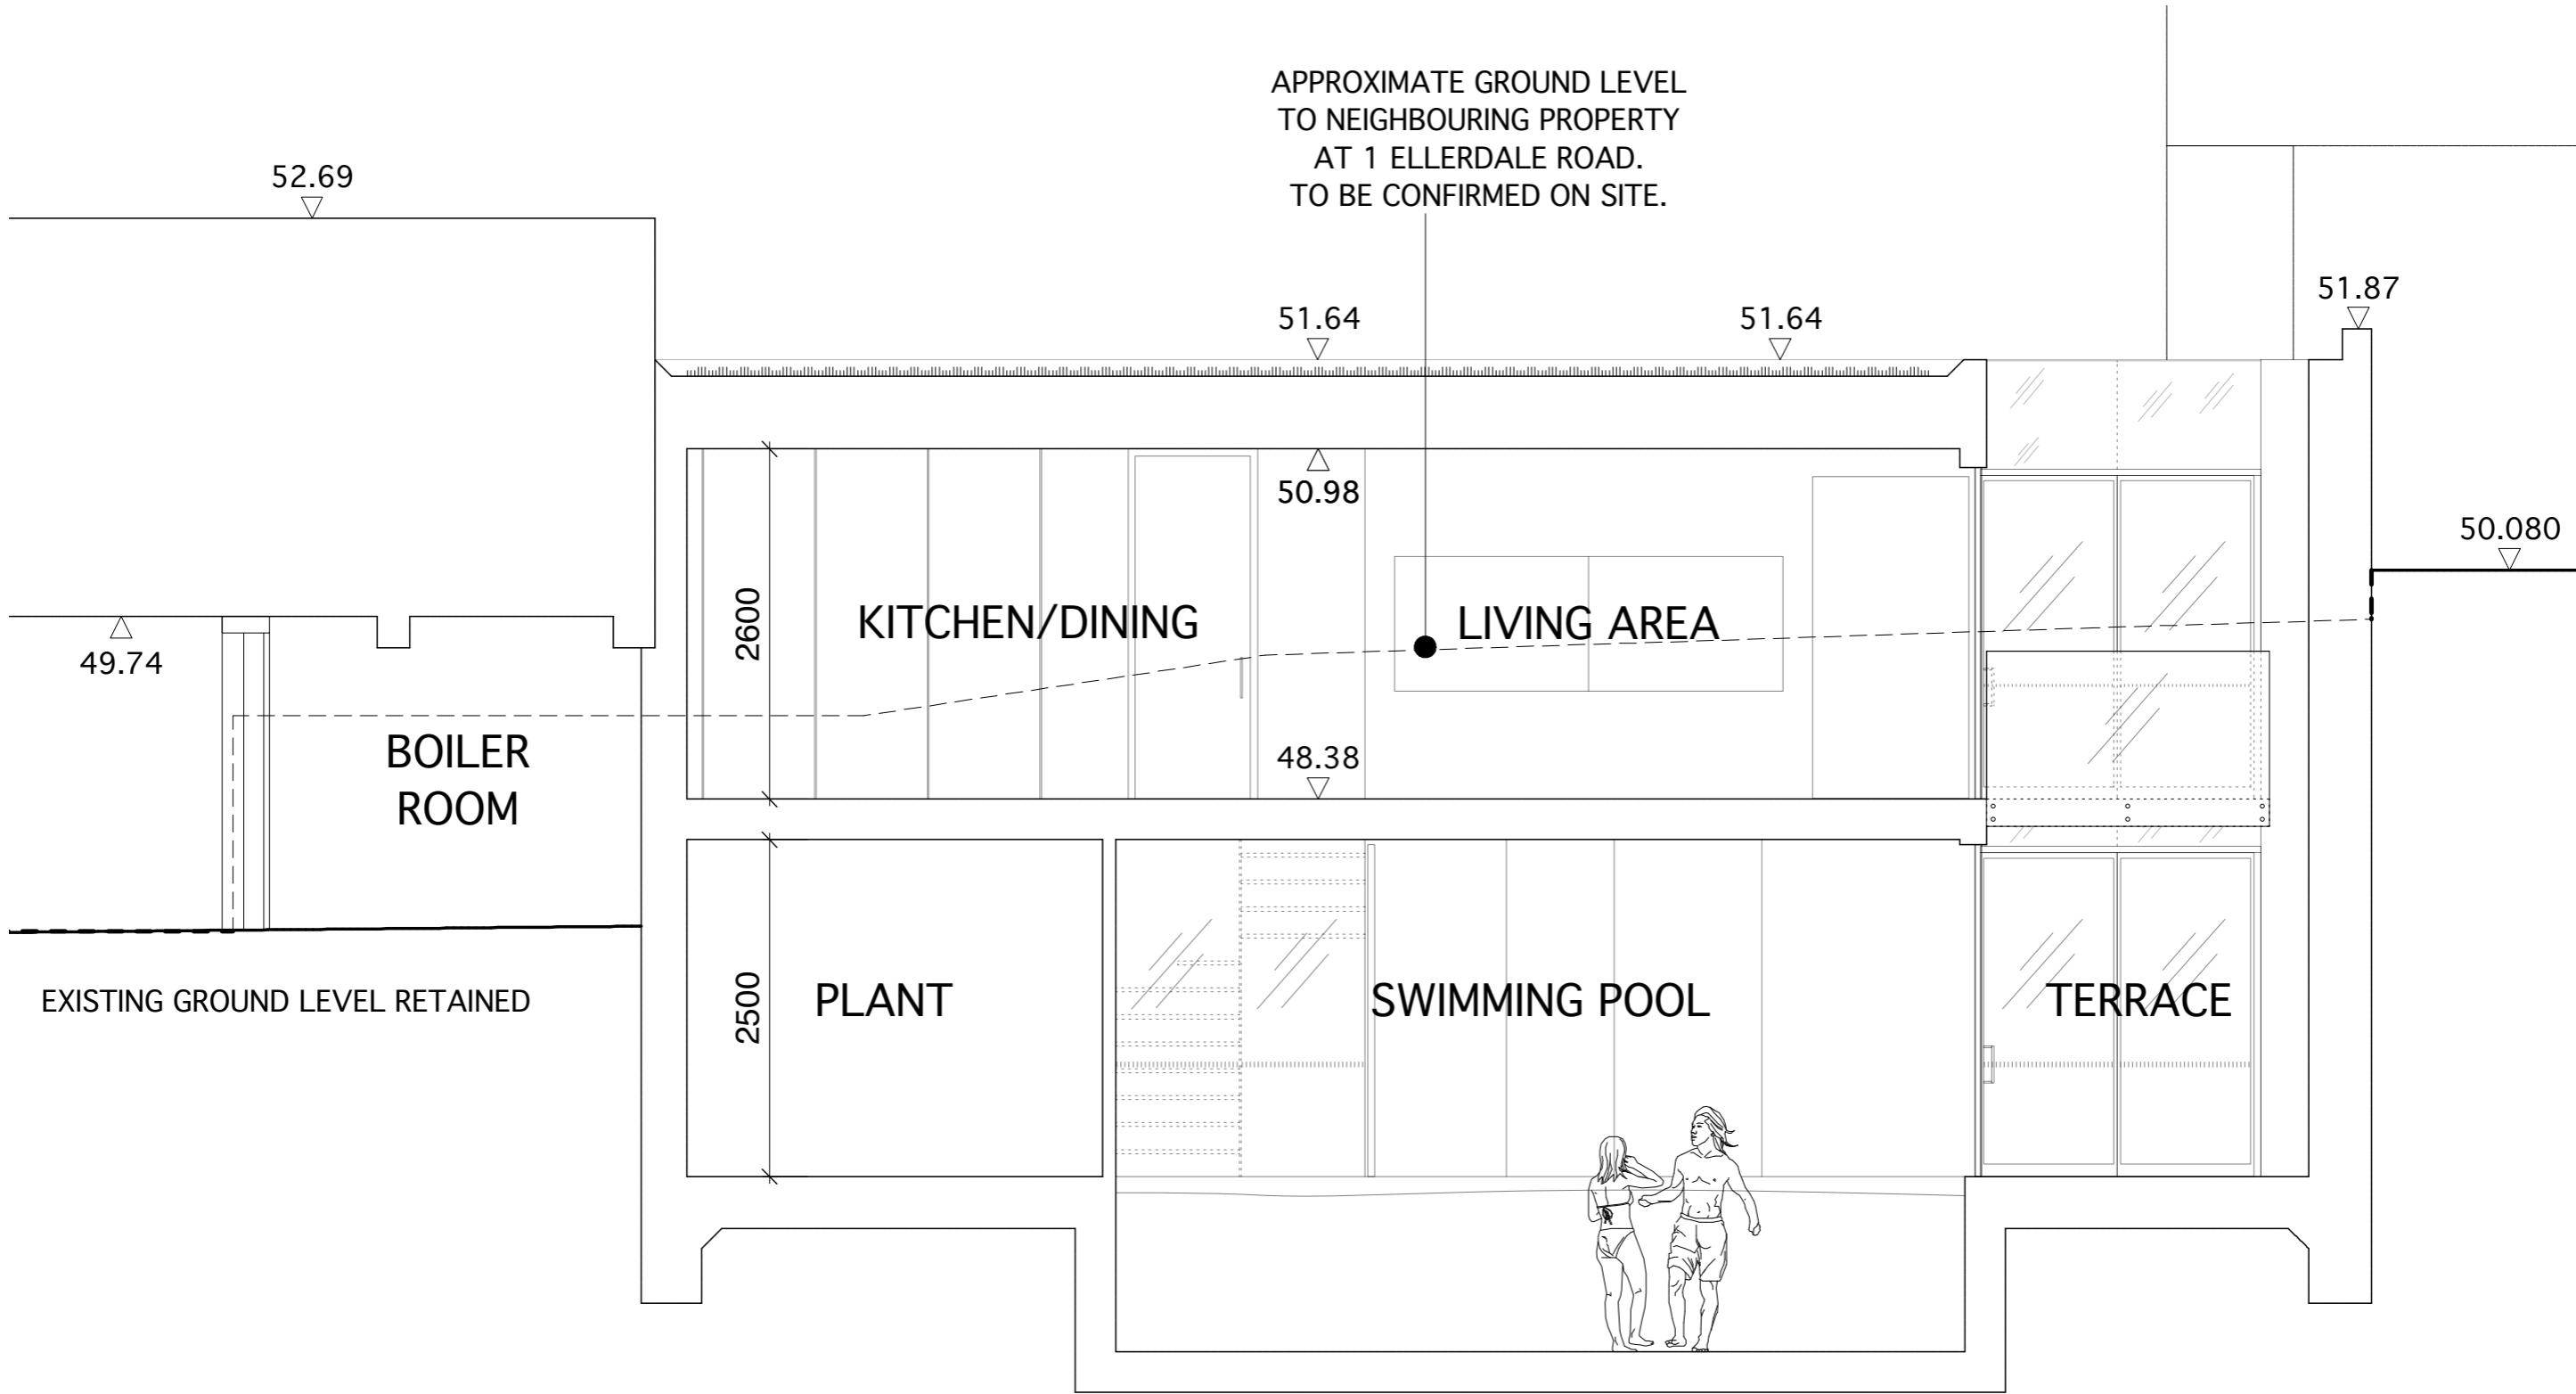 APPROXIMATE GROUND LEVEL
TO NEIGHBOURING PROPERTY
AT 1 ELLERDALE ROAD.
TO BE CONFIRMED ON SITE.
52.69
51.64
51.64
51.87
50.98
50.080
49.74
2600
KITCHEN/DINING
LIVING AREA
BOILER
ROOM
48.38
EXISTING GROUND LEVEL RETAINED
2500
PLANT
SWIMMING POOL
TERRACE